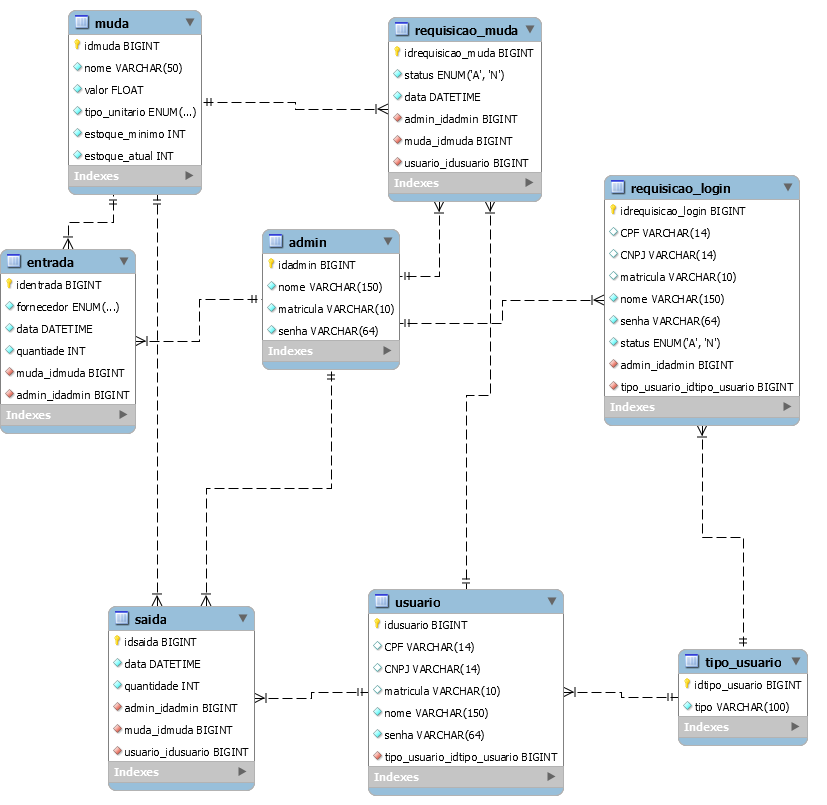 muda
idmuda BIGINT
nome VARCHAR(50)
valor FLOAT
tipo_unitario ENUM(...)
estoque_minimo INT
estoque_atual INT
Indexes
requisicao_muda
idrequisicao_muda BIGINT
status ENUM('A', 'N')
data DATETIME
admin_idadmin BIGINT
muda_idmuda BIGINT
usuario_idusuario BIGINT
Indexes
requisicao_login
idrequisicao_login BIGINT
CPF VARCHAR(14)
CNPJ VARCHAR(14)
matricula VARCHAR(10)
nome VARCHAR(150)
senha VARCHAR(64)
status ENUM('A', 'N')
admin_idadmin BIGINT
tipo_usuario_idtipo_usuario BIGINT
Indexes
entrada
identrada BIGINT
fornecedor ENUM(...)
data DATETIME
quantiade INT
muda_idmuda BIGINT
admin_idadmin BIGINT
Indexes
admin
idadmin BIGINT
nome VARCHAR(150)
matricula VARCHAR(10)
senha VARCHAR(64)
Indexes
saida
idsaida BIGINT
data DATETIME
quantidade INT
admin_idadmin BIGINT
muda_idmuda BIGINT
usuario_idusuario BIGINT
Indexes
usuario
idusuario BIGINT
CPF VARCHAR(14)
CNPJ VARCHAR(14)
matricula VARCHAR(10)
nome VARCHAR(150)
senha VARCHAR(64)
tipo_usuario_idtipo_usuario BIGINT
Indexes
tipo_usuario
idtipo_usuario BIGINT
tipo VARCHAR(100)
Indexes